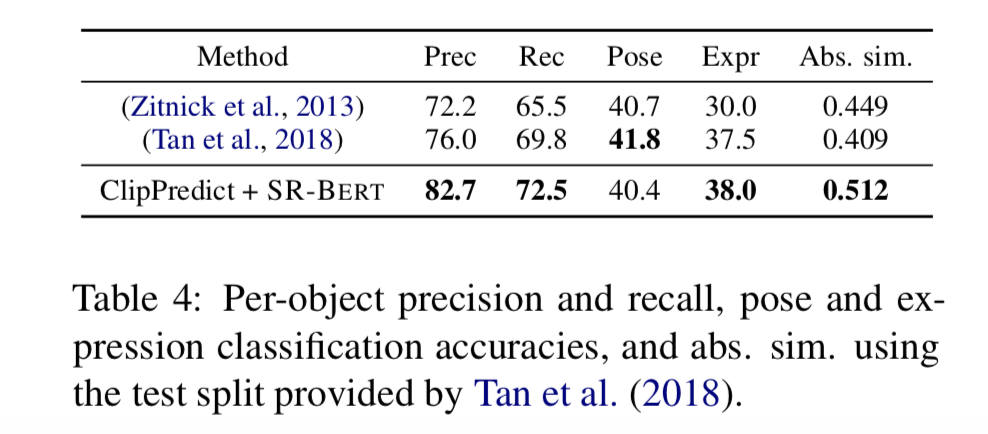 Method Prec Rec Pose Expr Abs. sim.
(Zitnick et al., 2013) 72.2 65.5 40.7 30.0 0.449
(Tan et al., 2018) 76.0 69.8 41.8 37.5 0.409
ClipPredict + SR-BERT 82.7 72.5 40.4 38.0 0.512
Table 4: Per-object precision and recall, pose and ex-
pression classification accuracies, and abs. sim. using
the test split provided by Tan et al. (2018).